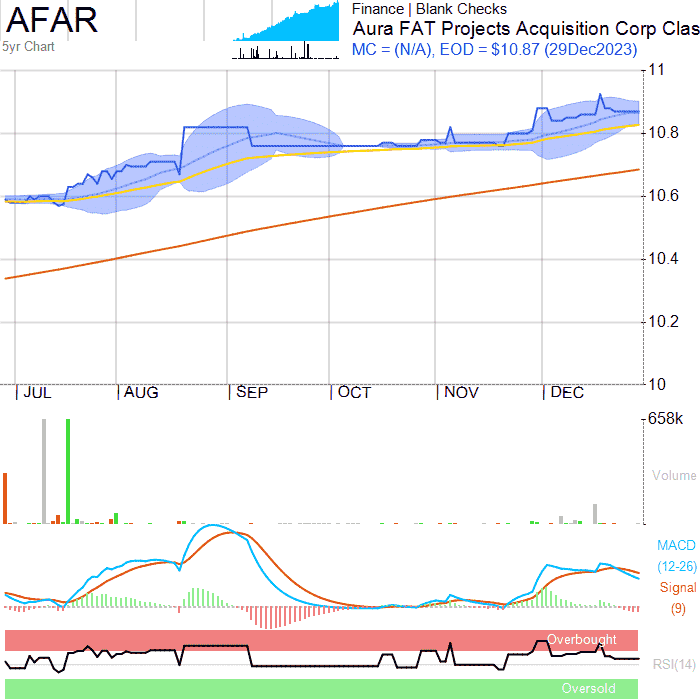 AFAR
5yr Chart
Finance | Blank Checks
Aura FAT Projects Acquisition Corp Clas
MC = (N/A), EOD = $10.87 (29Dec2023)
11
10.8
10.6
10.4
10.2
10
| JUL | AUG | SEP | OCT | NOV | DEC
658k
Volume
MACD
(12-26)
Signal
(9)
Overbought
RSI(14)
Oversold